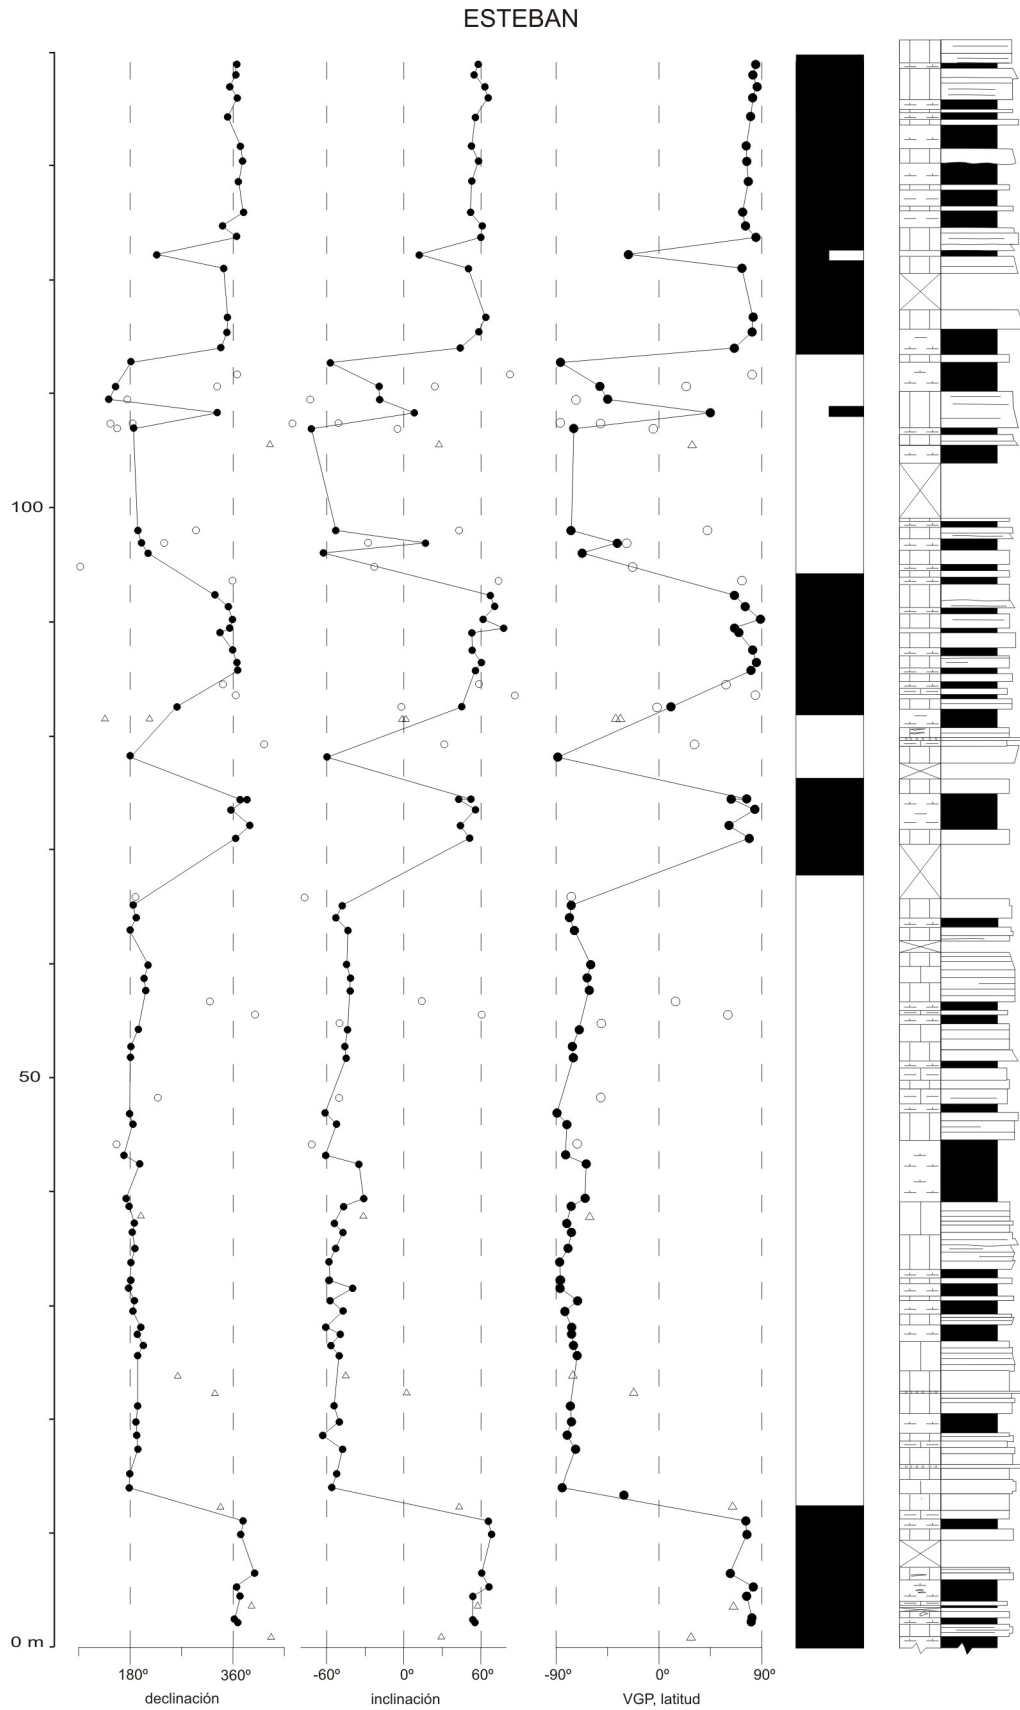 ESTEBAN
100
50
0 m
180º 360º -60º 0º 60º -90º 0º 90º
declinación inclinación VGP, latitud